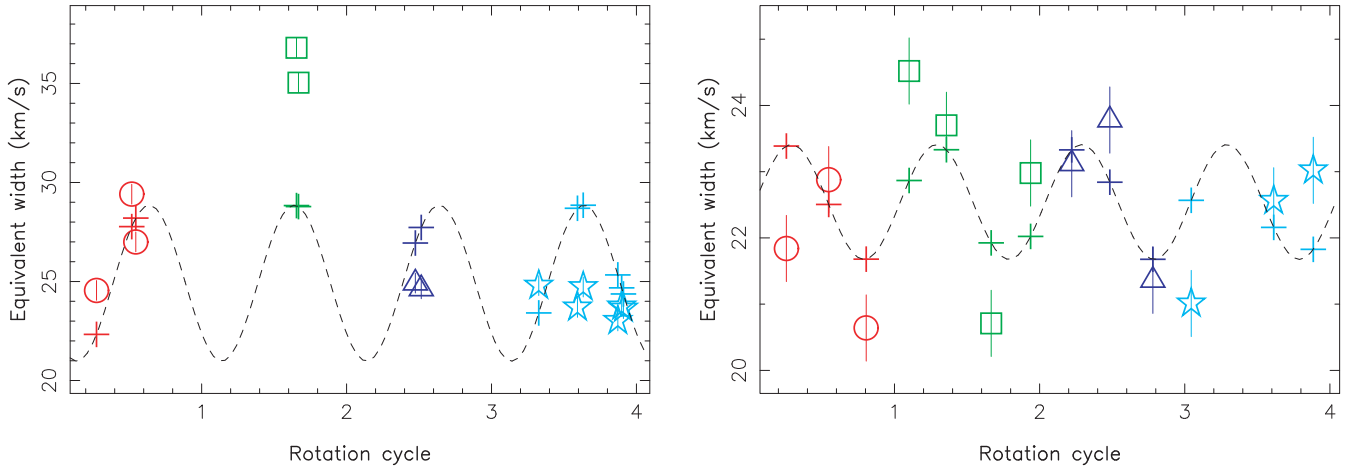 Equivalent width (km/s)
35
30
25
20
1 2 3 4
Rotation cycle
Equivalent width (km/s)
24
22
20
1 2 3 4
Rotation cycle